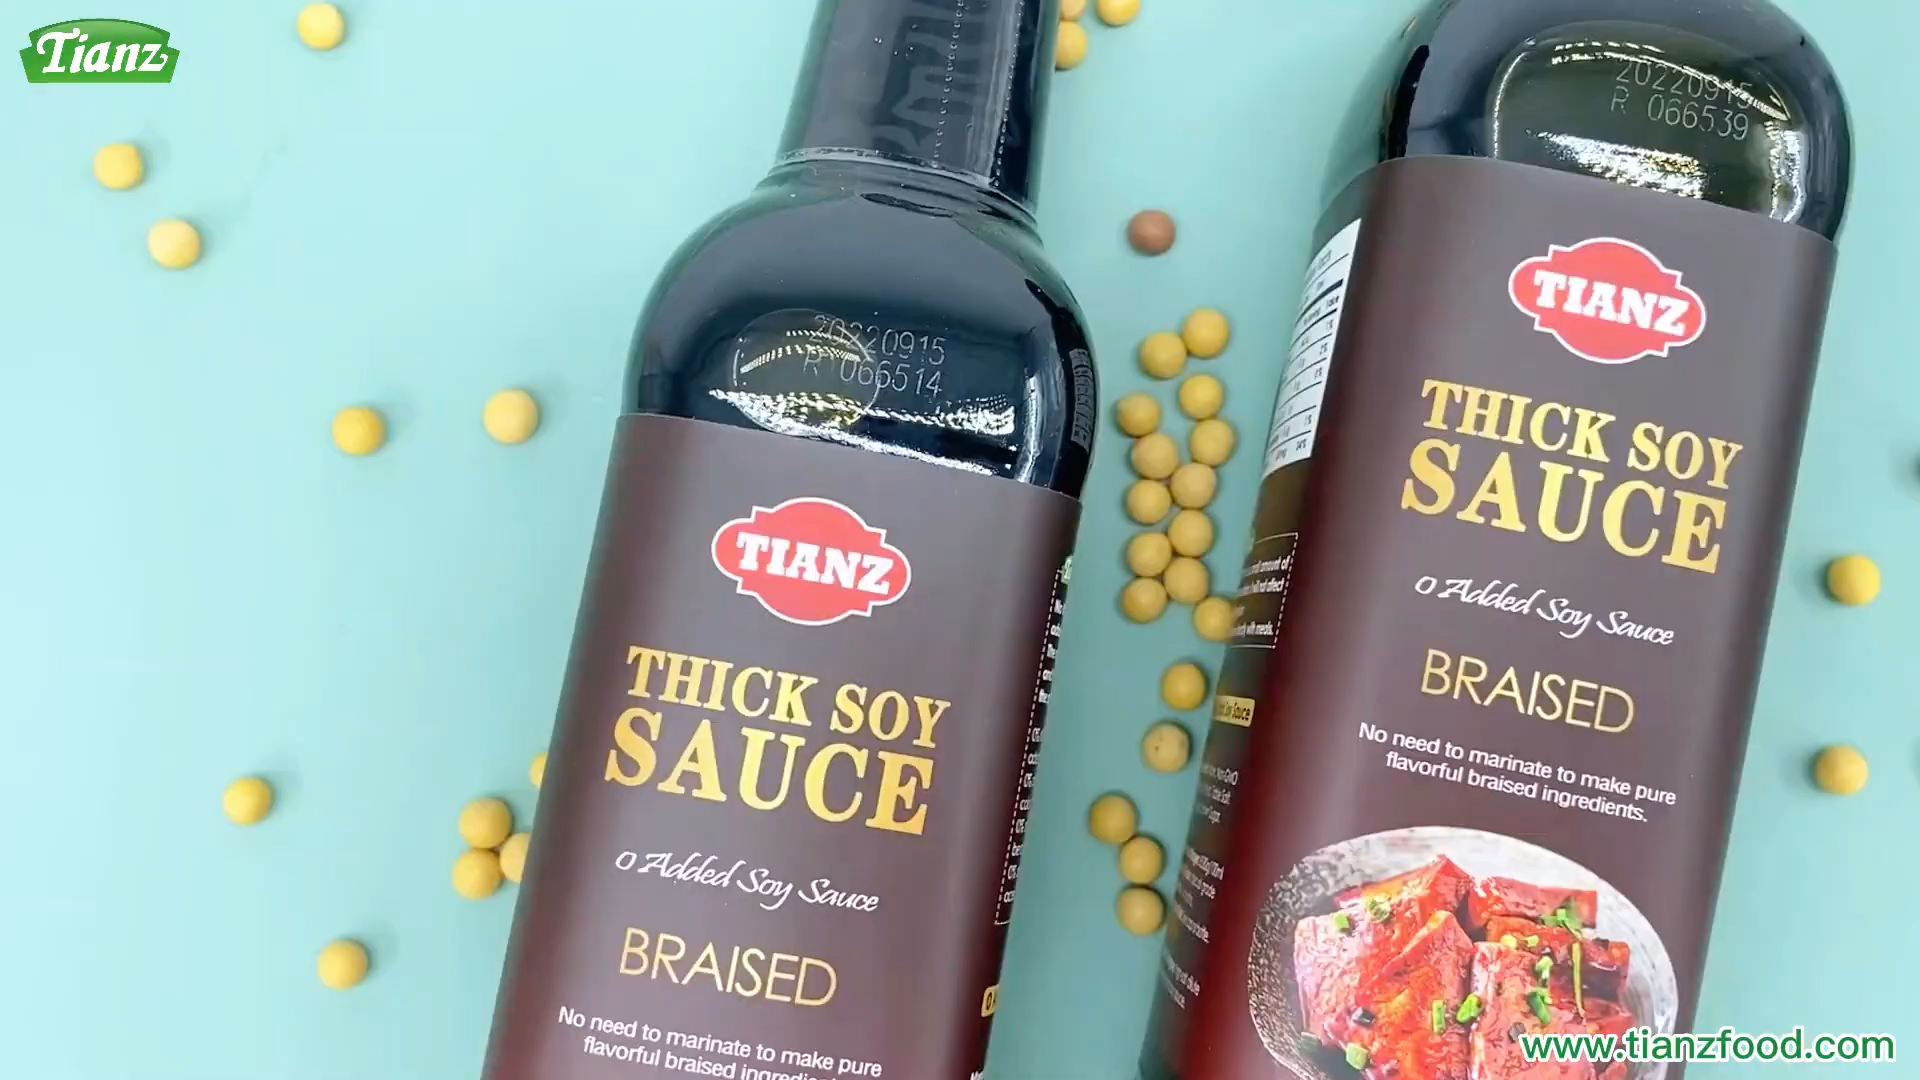 Tianz
20220915
R 066514
TIANZ
THICK SOY
SAUCE
0 Added Soy Sauce
BRAISED
No need to marinate to make pure
flavorful braised
20220915
R 066539
TIANZ
THICK SOY
SAUCE
0 Added Soy Sauce
BRAISED
No need to marinate to make pure
flavorful braised ingredients.
www.tianzfood.com